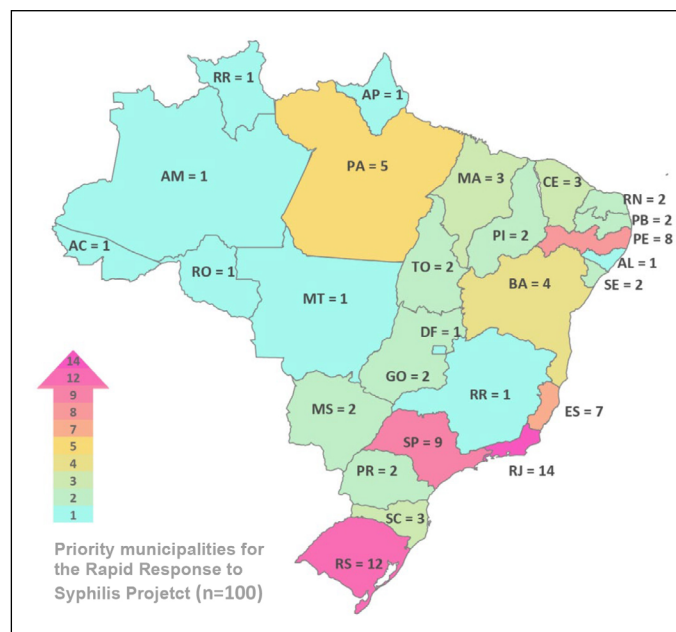 RR = 1
AP = 1
AM = 1
PA = 5
MA = 3
CE = 3
RN = 2
PB = 2
PE = 8
AC = 1
RO = 1
PI = 2
AL = 1
TO = 2
SE = 2
MT = 1
BA = 4
DF = 1
GO = 2
RR = 1
MS = 2
ES = 7
SP = 9
RJ = 14
PR = 2
SC = 3
RS = 12
14
12
9
8
7
5
4
3
2
1
Priority municipalities for
the Rapid Response to
Syphilis Projetct (n=100)